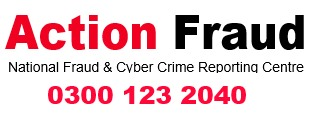 Action Fraud
National Fraud & Cyber Crime Reporting Centre
0300 123 2040